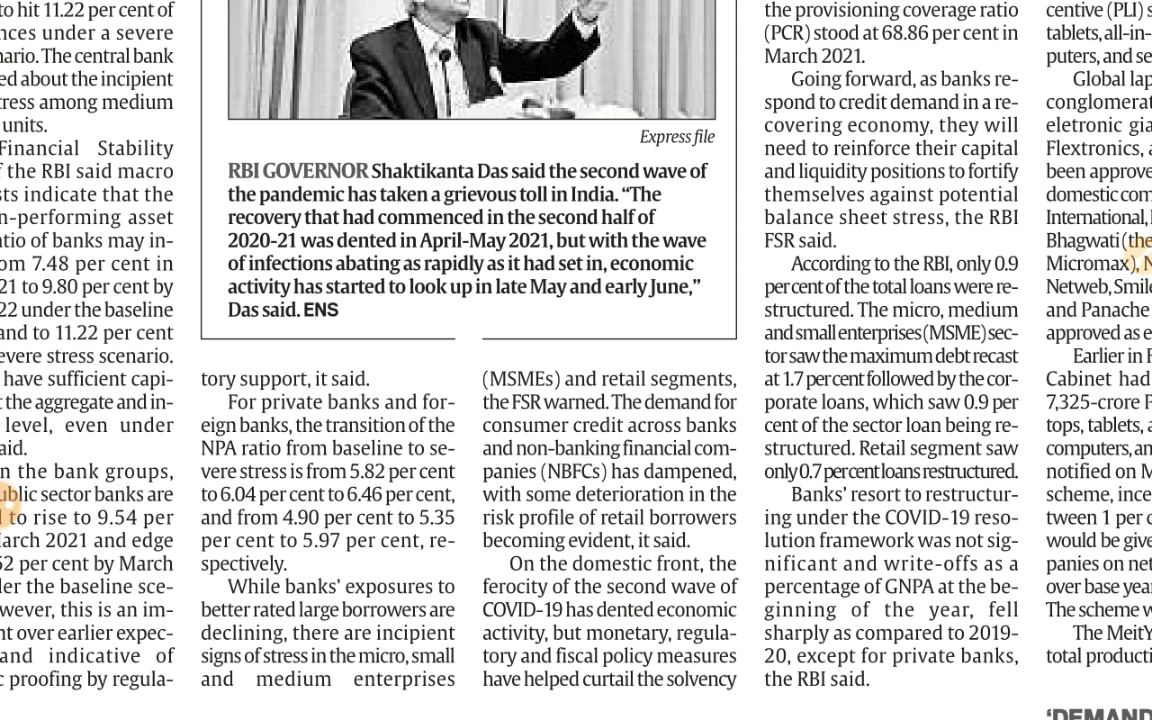 to hit 11.22 per cent of
nces under a severe
nario. The central bank
ed about the incipient
tress among medium
units.
Financial Stability
f the RBI said macro
sts indicate that the
n-performing asset
atio of banks may in-
om 7.48 per cent in
21 to 9.80 per cent by
22 under the baseline
and to 11.22 per cent
evere stress scenario.
have sufficient capi-
t the aggregate and in-
level, even under
aid.
n the bank groups,
ublic sector banks are
to rise to 9.54 per
March 2021 and edge
52 per cent by March
der the baseline sce-
wever, this is an im-
nt over earlier expec-
and indicative of
c proofing by regula-
Express file
RBI GOVERNOR Shaktikanta Das said the second wave of
the pandemic has taken a grievous toll in India. “The
recovery that had commenced in the second half of
2020-21 was dented in April-May 2021, but with the wave
of infections abating as rapidly as it had set in, economic
activity has started to look up in late May and early June,”
Das said. ENS
tory support, it said.
For private banks and for-
eign banks, the transition of the
NPA ratio from baseline to se-
vere stress is from 5.82 per cent
to 6.04 per cent to 6.46 per cent,
and from 4.90 per cent to 5.35
per cent to 5.97 per cent, re-
spectively.
While banks’ exposures to
better rated large borrowers are
declining, there are incipient
signs of stress in the micro, small
and medium enterprises
(MSMEs) and retail segments,
the FSR warned. The demand for
consumer credit across banks
and non-banking financial com-
panies (NBFCs) has dampened,
with some deterioration in the
risk profile of retail borrowers
becoming evident, it said.
On the domestic front, the
ferocity of the second wave of
COVID-19 has dented economic
activity, but monetary, regula-
tory and fiscal policy measures
have helped curtail the solvency
the provisioning coverage ratio
(PCR) stood at 68.86 per cent in
March 2021.
Going forward, as banks re-
spond to credit demand in a re-
covering economy, they will
need to reinforce their capital
and liquidity positions to fortify
themselves against potential
balance sheet stress, the RBI
FSR said.
According to the RBI, only 0.9
per cent of the total loans were re-
structured. The micro, medium
and small enterprises (MSME) sec-
tor saw the maximum debt recast
at 1.7 per cent followed by the cor-
porate loans, which saw 0.9 per
cent of the sector loan being re-
structured. Retail segment saw
only 0.7 per cent loans restructured.
Banks’ resort to restructur-
ing under the COVID-19 reso-
lution framework was not sig-
nificant and write-offs as a
percentage of GNPA at the be-
ginning of the year, fell
sharply as compared to 2019-
20, except for private banks,
the RBI said.
centive (PLI) s
tablets, all-in-
puters, and se
Global lap
conglomerat
eletronic gia
Flextronics, a
been approve
domestic com
International, 
Bhagwati (the
Micromax), N
Netweb, Smile
and Panache
approved as e
Earlier in F
Cabinet had
7,325-crore P
tops, tablets, a
computers, an
notified on M
scheme, ince
tween 1 per c
would be give
panies on net
over base year
The scheme w
The MeitY
total producti
‘DEMAND